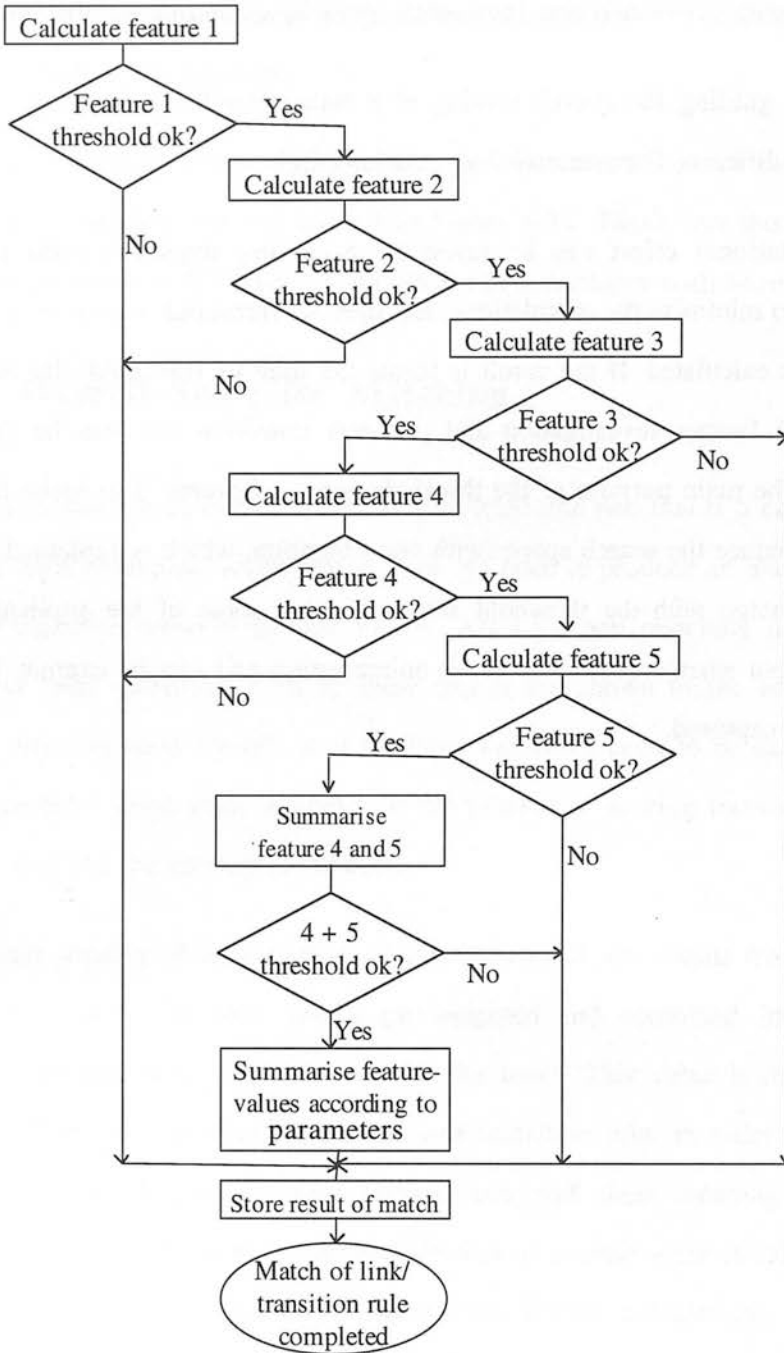 Calculate feature 1
Feature 1
threshold ok?
Yes
No
Calculate feature 2
Feature 2
threshold ok?
Yes
No
Calculate feature 3
Feature 3
threshold ok?
Yes
No
Calculate feature 4
Feature 4
threshold ok?
Yes
No
Calculate feature 5
Feature 5
threshold ok?
Yes
No
Summarise
feature 4 and 5
4 + 5
threshold ok?
No
Yes
Summarise feature-
values according to
parameters
Store result of match
Match of link/
transition rule
completed